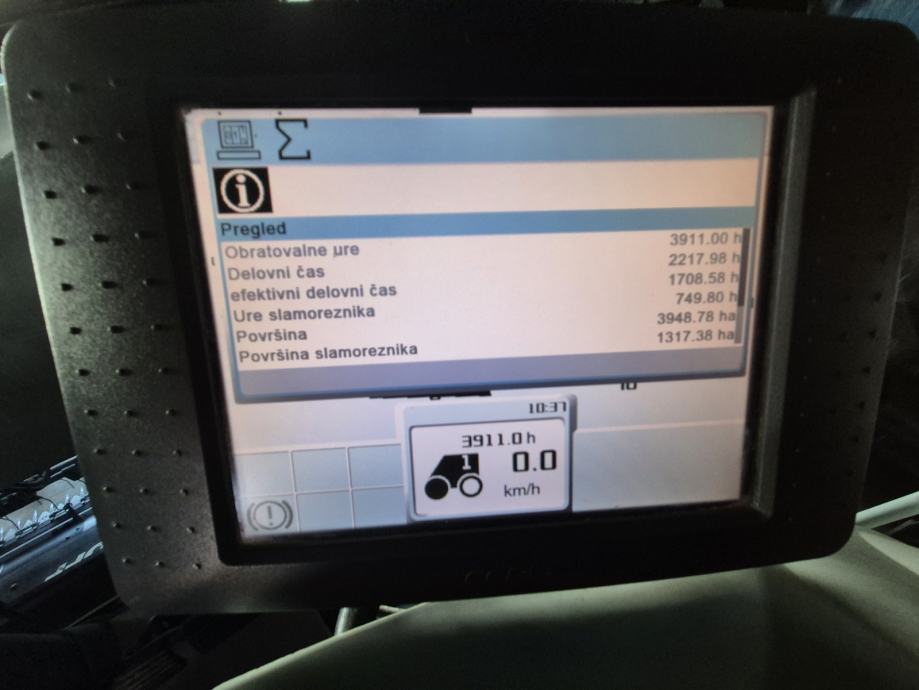 Pregled
Obratovalne ure 3911.00 h
Delovni čas 2217.98 h
efektivni delovni čas 1708.58 h
Ure slamoreznika 749.80 h
Površina 3948.78 ha
Površina slamoreznika 1317.38 ha
10:37
3911.0 h
1 0.0
km/h